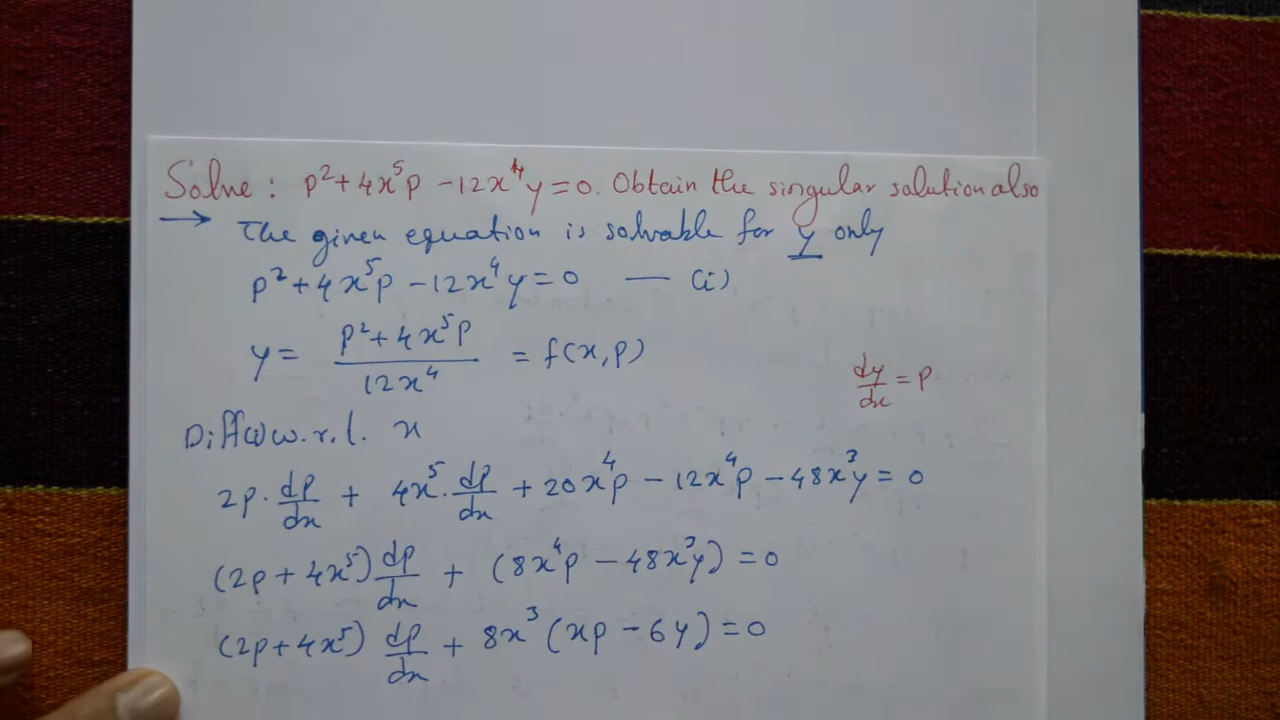 Solve: p²+4x⁵p -12x⁴y=0. Obtain the singular solution also
→ The given equation is solvable for y only
p²+4x⁵p -12x⁴y=0 — (i)
y= (p²+4x⁵p)/(12x⁴) = f(x,p)
dy/dx = p
Diff(i) w.r.t. x
2p. dp/dx + 4x⁵. dp/dx + 20x⁴p - 12x⁴p - 48x³y = 0
(2p+4x⁵) dp/dx + (8x⁴p - 48x³y) = 0
(2p+4x⁵) dp/dx + 8x³(xp - 6y) = 0